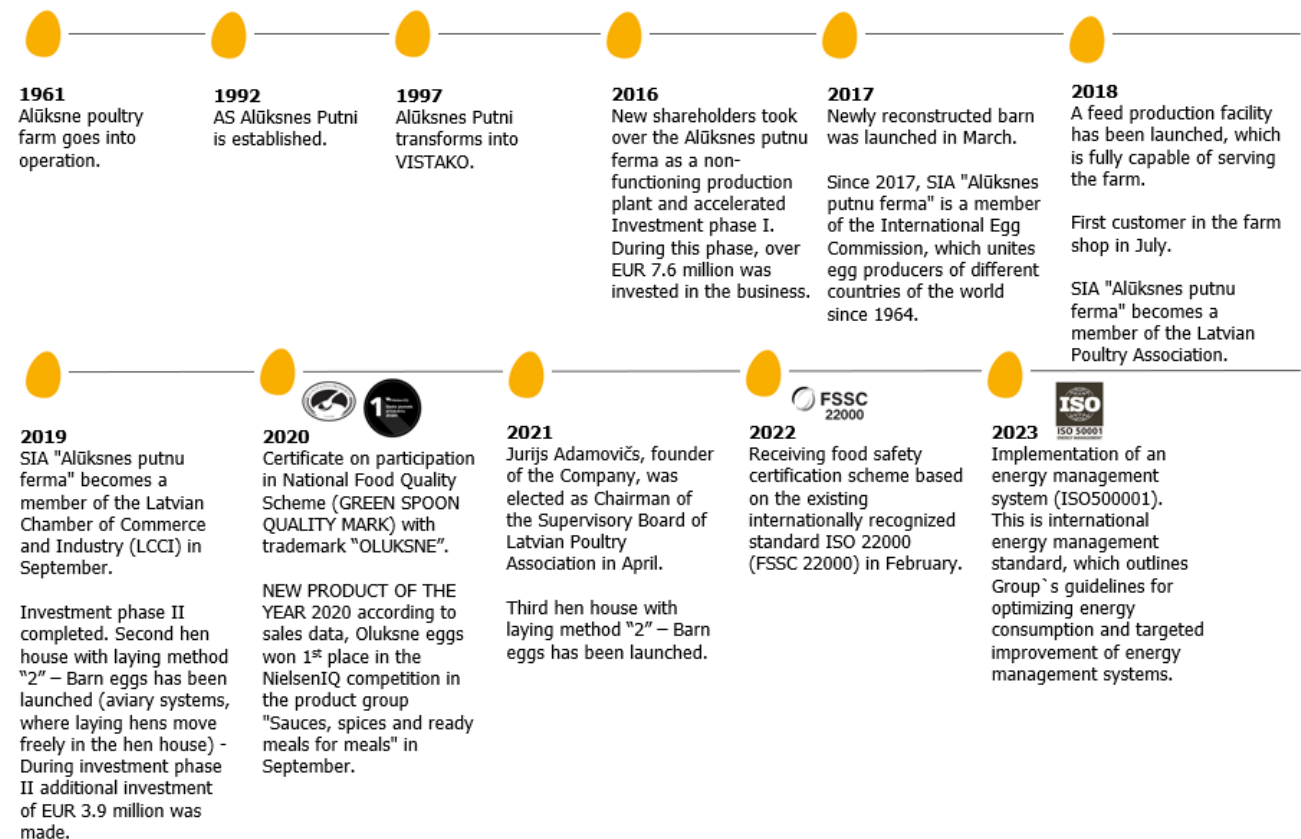 1961
Alūksne poultry
farm goes into
operation.
1992
AS Alūksnes Putni
is established.
1997
Alūksnes Putni
transforms into
VISTAKO.
2016
New shareholders took
over the Alūksnes putnu
ferma as a non-
functioning production
plant and accelerated
Investment phase I.
During this phase, over
EUR 7.6 million was
invested in the business.
2017
Newly reconstructed barn
was launched in March.
Since 2017, SIA "Alūksnes
putnu ferma" is a member
of the International Egg
Commission, which unites
egg producers of different
countries of the world
since 1964.
2018
A feed production facility
has been launched, which
is fully capable of serving
the farm.
First customer in the farm
shop in July.
SIA "Alūksnes putnu
ferma" becomes a
member of the Latvian
Poultry Association.
2019
SIA "Alūksnes putnu
ferma" becomes a
member of the Latvian
Chamber of Commerce
and Industry (LCCI) in
September.
Investment phase II
completed. Second hen
house with laying method
"2" – Barn eggs has been
launched (aviary systems,
where laying hens move
freely in the hen house) -
During investment phase
II additional investment
of EUR 3.9 million was
made.
1
2020
Certificate on participation
in National Food Quality
Scheme (GREEN SPOON
QUALITY MARK) with
trademark “OLUKSNE”.
NEW PRODUCT OF THE
YEAR 2020 according to
sales data, Oluksne eggs
won 1st place in the
NielsenIQ competition in
the product group
"Sauces, spices and ready
meals for meals" in
September.
2021
Jurijs Adamovičs, founder
of the Company, was
elected as Chairman of
the Supervisory Board of
Latvian Poultry
Association in April.
Third hen house with
laying method “2” – Barn
eggs has been launched.
FSSC
22000
2022
Receiving food safety
certification scheme based
on the existing
internationally recognized
standard ISO 22000
(FSSC 22000) in February.
ISO
ISO 50001
ENERGY MANAGEMENT
2023
Implementation of an
energy management
system (ISO500001).
This is international
energy management
standard, which outlines
Group`s guidelines for
optimizing energy
consumption and targeted
improvement of energy
management systems.